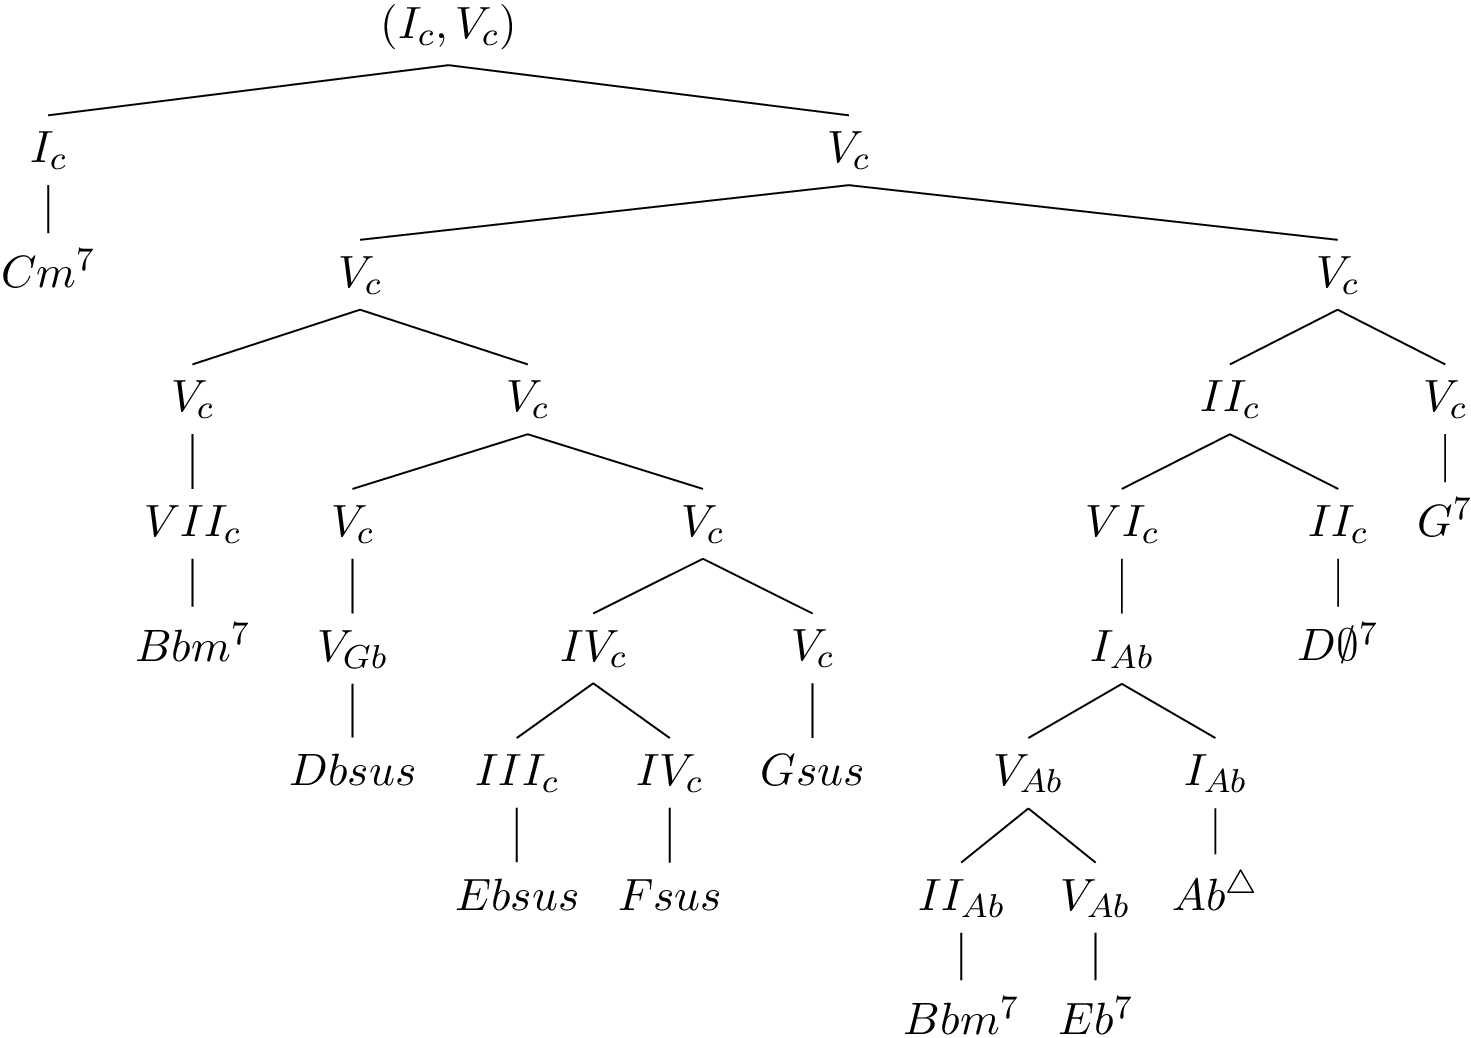 (I_c, V_c)
I_c V_c
Cm^7 V_c V_c
V_c V_c II_c V_c
VII_c V_c V_c VI_c II_c G^7
Bbm^7 V_{Gb} IV_c V_c I_{Ab} D∅^7
Dbsus III_c IV_c Gsus V_{Ab} I_{Ab}
Ebsus Fsus II_{Ab} V_{Ab} Ab^△
Bbm^7 Eb^7